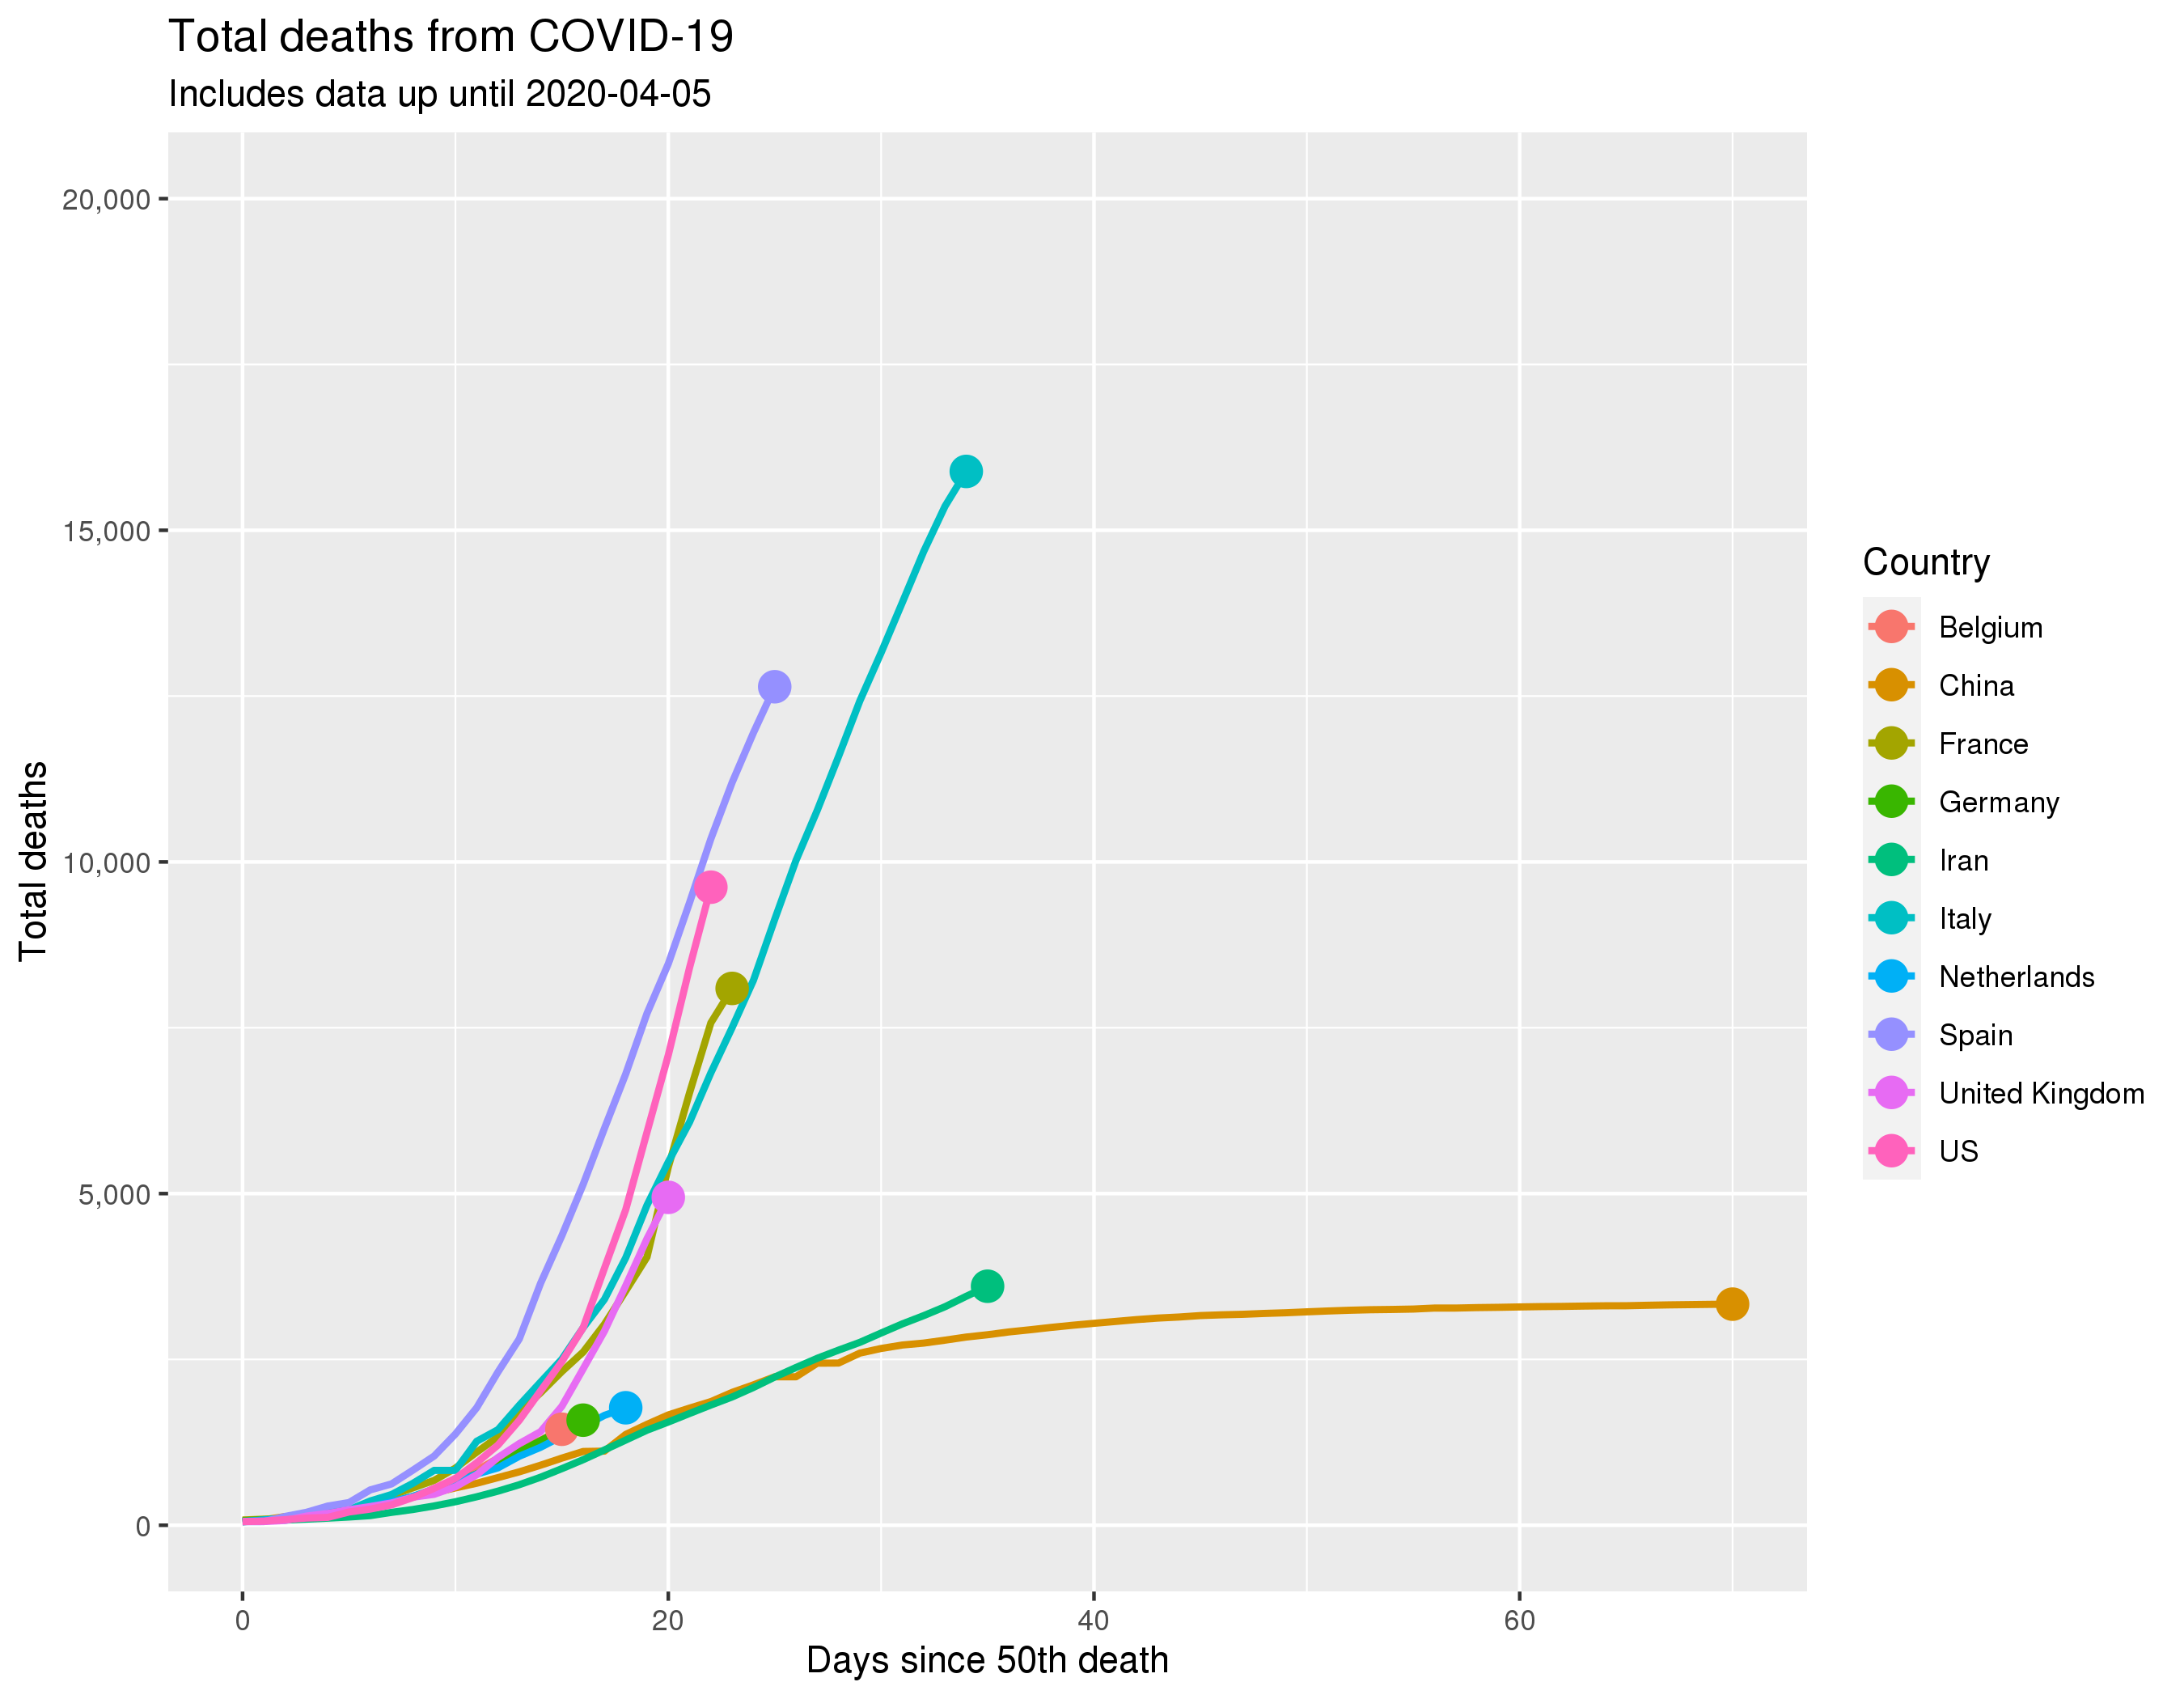 Total deaths from COVID-19
Includes data up until 2020-04-05
Total deaths
20,000
15,000
10,000
5,000
0
0
20
40
60
Days since 50th death
Country
Belgium
China
France
Germany
Iran
Italy
Netherlands
Spain
United Kingdom
US